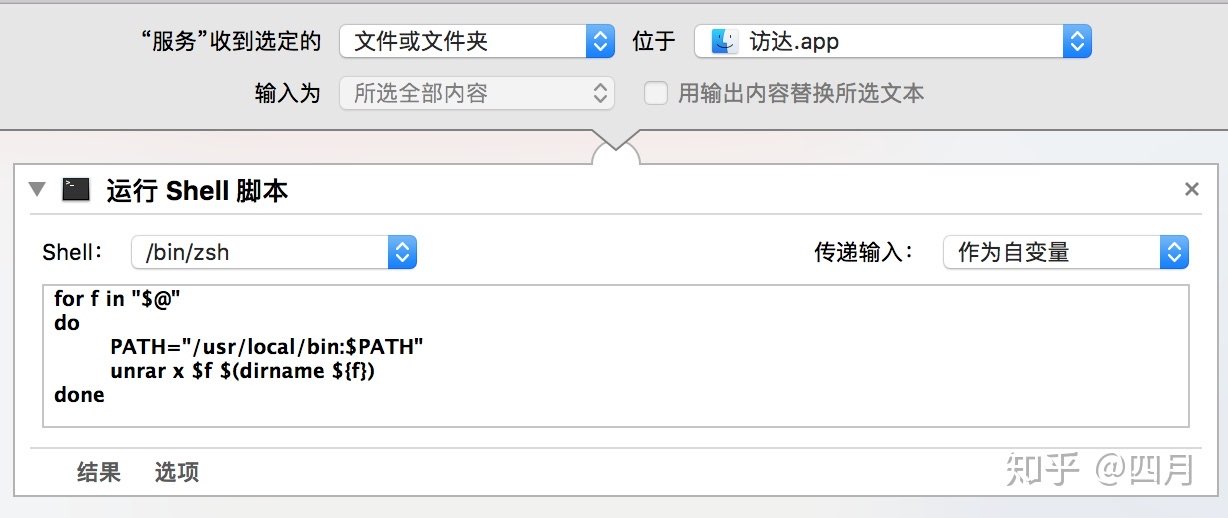 “服务”收到选定的 文件或文件夹 位于 访达.app
输入为 所选全部内容 用输出内容替换所选文本
运行 Shell 脚本
Shell： /bin/zsh 传递输入： 作为自变量
for f in "$@"
do
PATH="/usr/local/bin:$PATH"
unrar x $f $(dirname ${f})
done
结果 选项
知乎 @四月